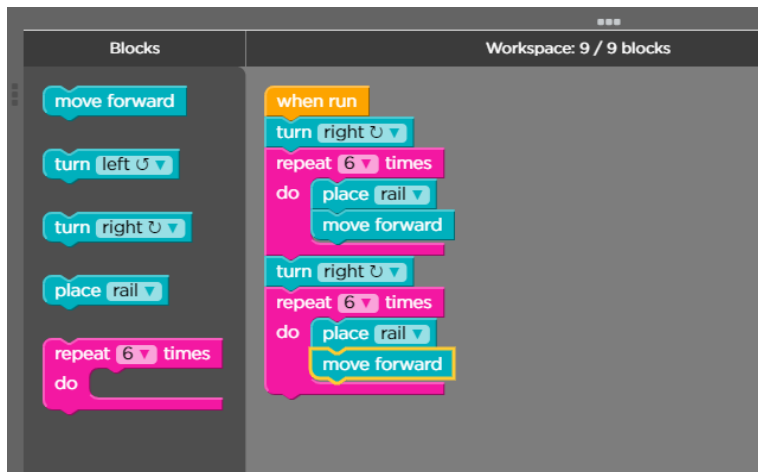 Blocks
Workspace: 9 / 9 blocks
move forward
turn left ↺ ▼
turn right ↻ ▼
place rail ▼
repeat 6 ▼ times
do
when run
turn right ↻ ▼
repeat 6 ▼ times
do place rail ▼
move forward
turn right ↻ ▼
repeat 6 ▼ times
do place rail ▼
move forward